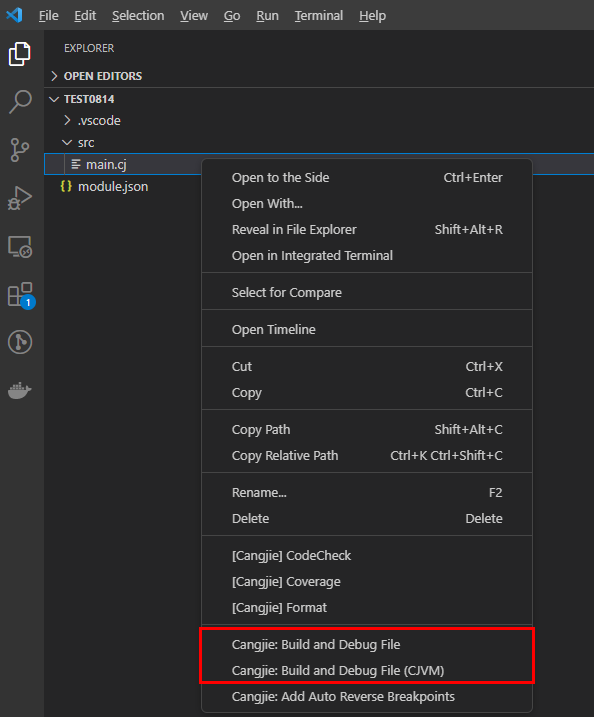 File Edit Selection View Go Run Terminal Help
EXPLORER
OPEN EDITORS
TEST0814
.vscode
src
main.cj
{} module.json
1
Open to the Side Ctrl+Enter
Open With...
Reveal in File Explorer Shift+Alt+R
Open in Integrated Terminal
Select for Compare
Open Timeline
Cut Ctrl+X
Copy Ctrl+C
Copy Path Shift+Alt+C
Copy Relative Path Ctrl+K Ctrl+Shift+C
Rename... F2
Delete Delete
[Cangjie] CodeCheck
[Cangjie] Coverage
[Cangjie] Format
Cangjie: Build and Debug File
Cangjie: Build and Debug File (CJVM)
Cangjie: Add Auto Reverse Breakpoints